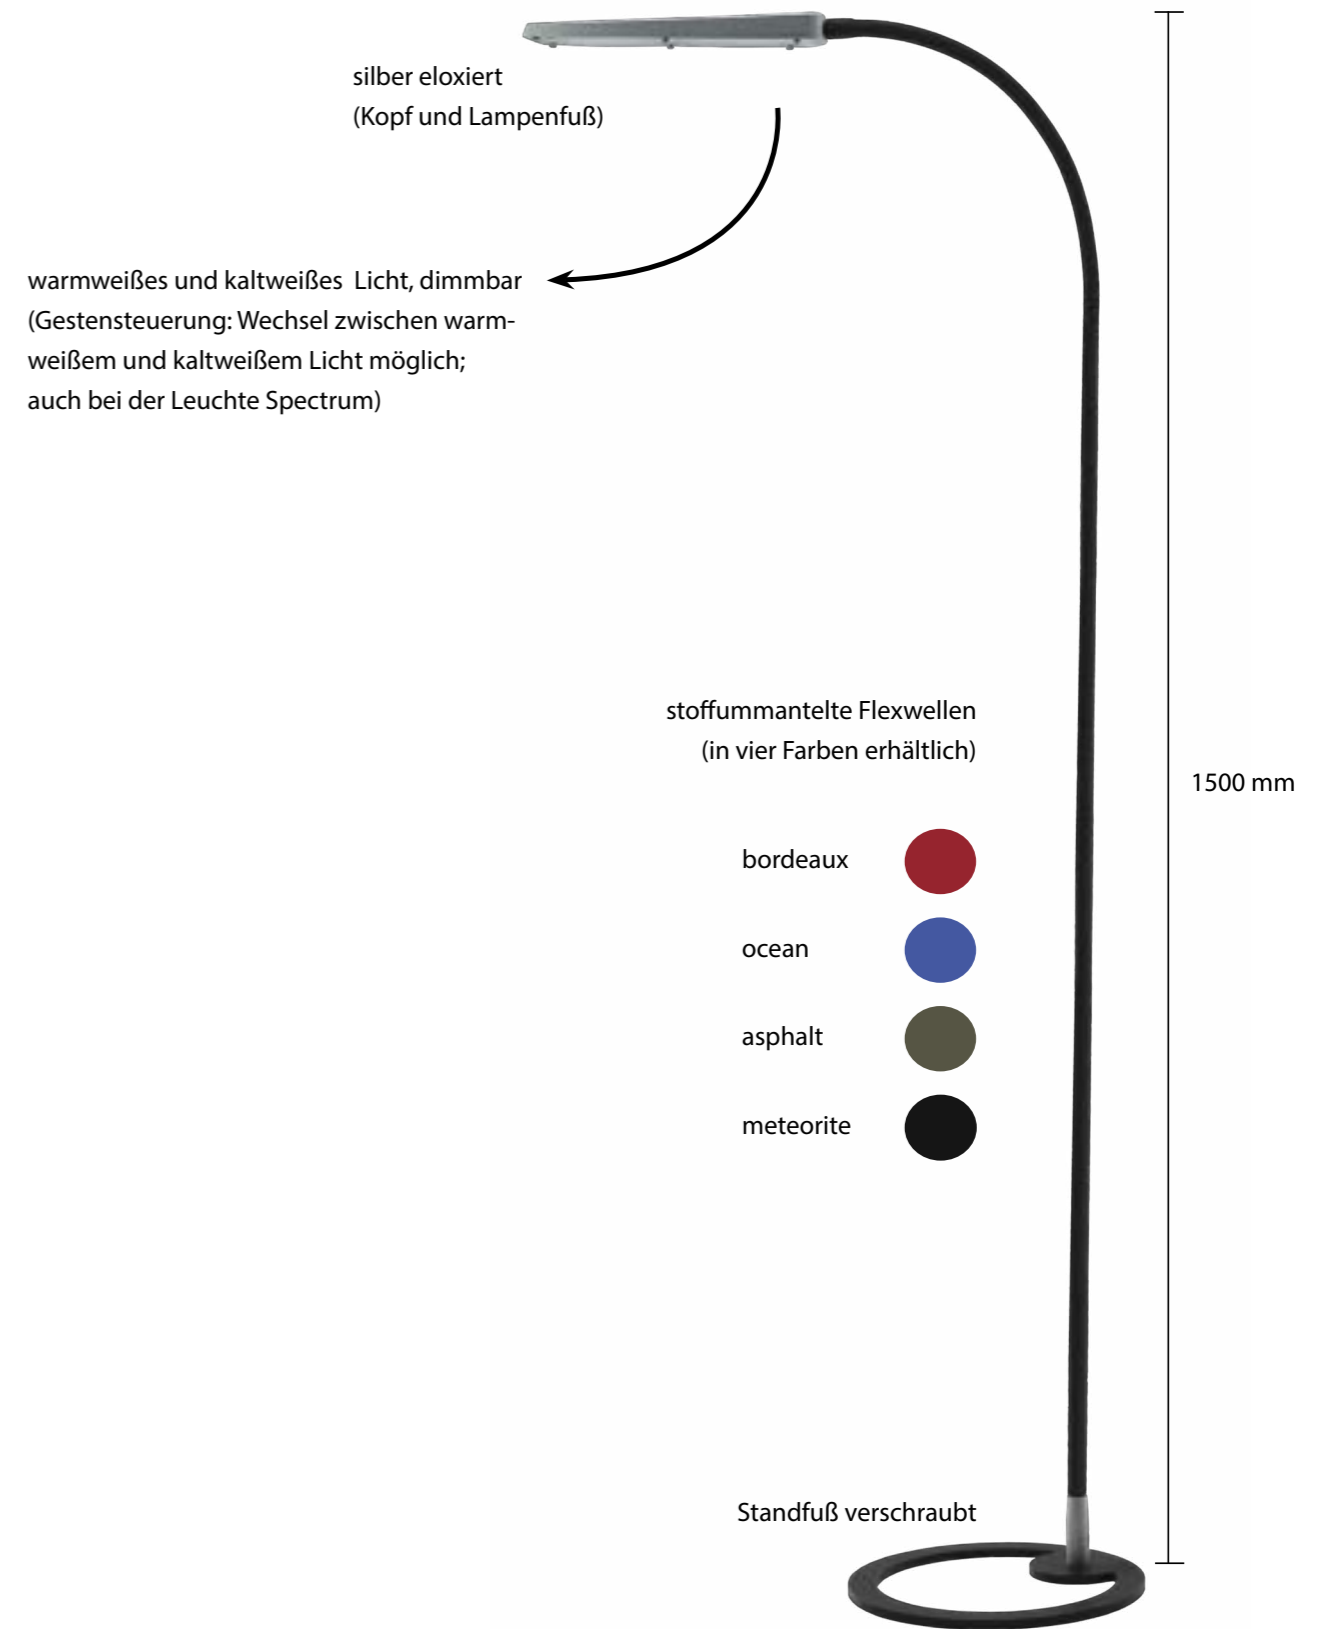 silber eloxiert
(Kopf und Lampenfuß)
warmweißes und kaltweißes Licht, dimmbar
(Gestensteuerung: Wechsel zwischen warm-
weißem und kaltweißem Licht möglich;
auch bei der Leuchte Spectrum)
stoffummantelte Flexwellen
(in vier Farben erhältlich)
1500 mm
bordeaux
ocean
asphalt
meteorite
Standfuß verschraubt